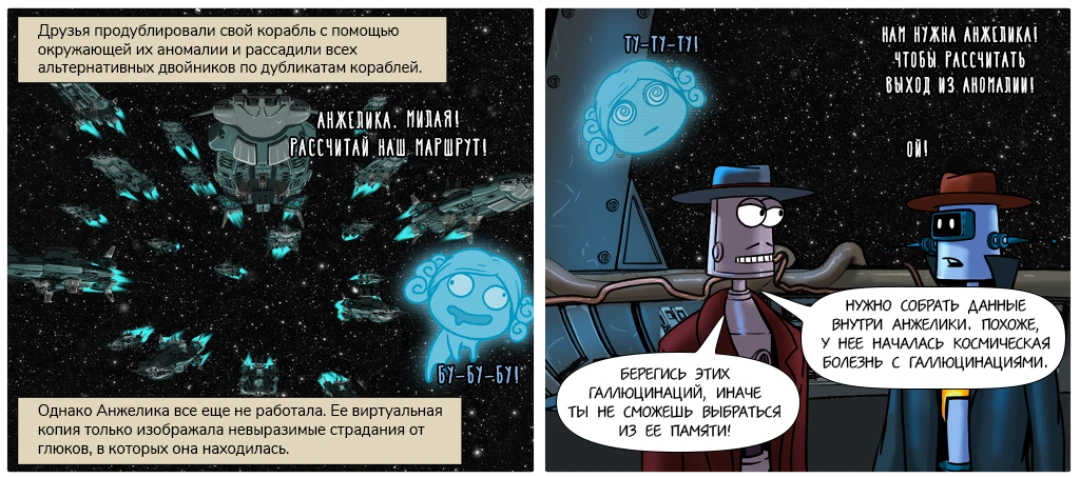 Друзья продублировали свой корабль с помощью
окружающей их аномалии и рассадили всех
альтернативных двойников по дубликатам кораблей.
АНЖЕЛИКА, МИЛАЯ!
РАССЧИТАЙ НАШ МАРШРУТ!
БУ-БУ-БУ!
Однако Анжелика все еще не работала. Ее виртуальная
копия только изображала невыразимые страдания от
глюков, в которых она находилась.
ТУ-ТУ-ТУ!
НАМ НУЖНА АНЖЕЛИКА!
ЧТОБЫ РАССЧИТАТЬ
ВЫХОД ИЗ АНОМАЛИИ!
ОЙ!
НУЖНО СОБРАТЬ ДАННЫЕ
ВНУТРИ АНЖЕЛИКИ. ПОХОЖЕ,
У НЕЕ НАЧАЛАСЬ КОСМИЧЕСКАЯ
БОЛЕЗНЬ С ГАЛЛЮЦИНАЦИЯМИ.
БЕРЕГИСЬ ЭТИХ
ГАЛЛЮЦИНАЦИЙ, ИНАЧЕ
ТЫ НЕ СМОЖЕШЬ ВЫБРАТЬСЯ
ИЗ ЕЕ ПАМЯТИ!